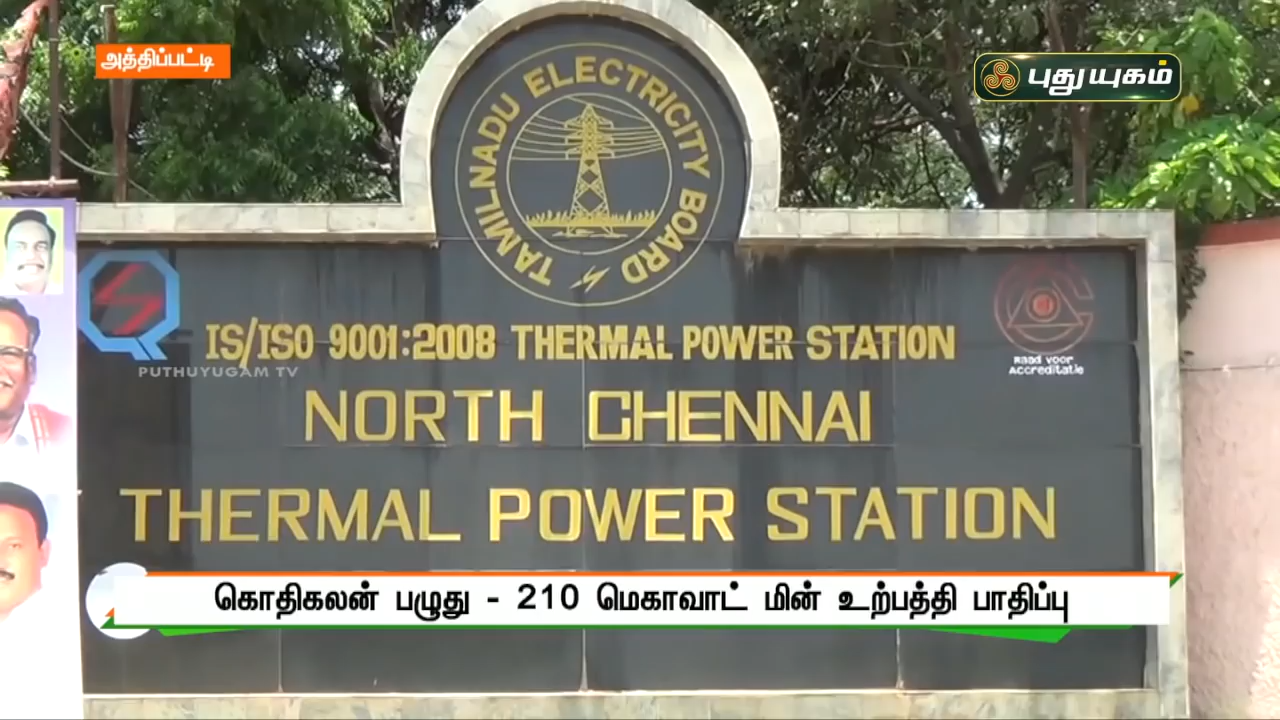 அத்திப்பட்டி
புதுயுகம்
TAMILNADU ELECTRICITY BOARD
IS/ISO 9001:2008 THERMAL POWER STATION
Raad voor
Accreditatie
PUTHUYUGAM TV
NORTH CHENNAI
THERMAL POWER STATION
கொதிகலன் பழுது - 210 மெகாவாட் மின் உற்பத்தி பாதிப்பு